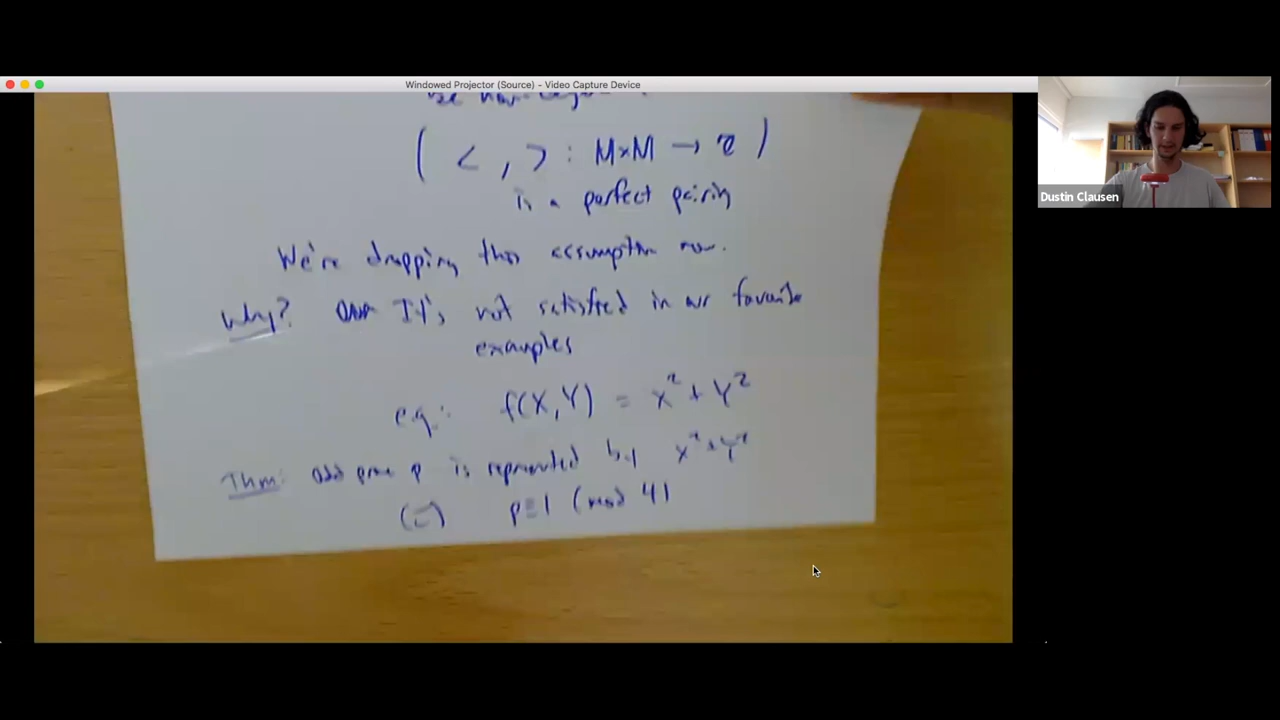 Windowed Projector (Source) - Video Capture Device
Dustin Clausen
( < , > : M×M → Z )
is a perfect pairing
We're dropping this assumption now.
Why? It's not satisfied in our favorite
examples
e.g.: f(X,Y) = X² + Y²
Thm: odd prime p is represented by X²+Y²
p≡1 (mod 4)